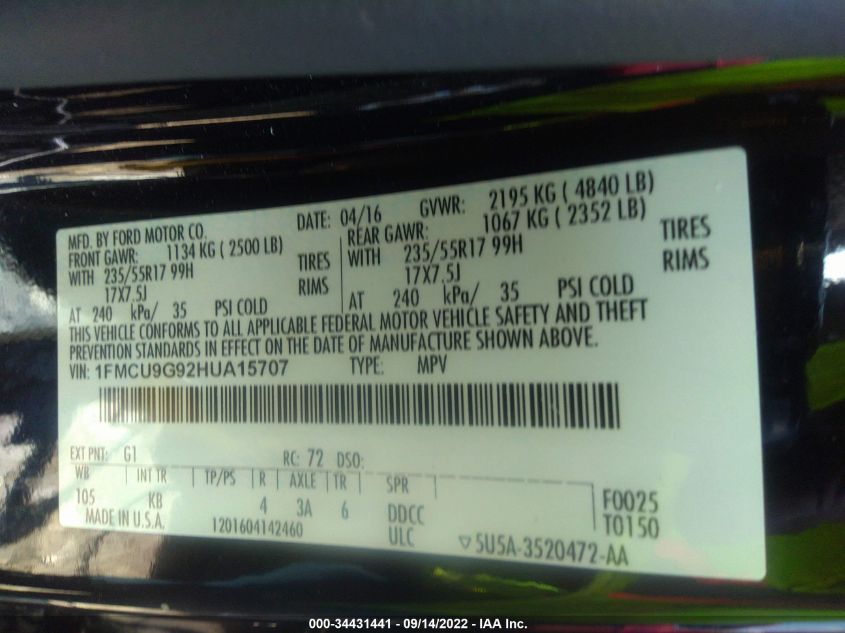 MFD. BY FORD MOTOR CO. DATE: 04/16 GVWR: 2195 KG ( 4840 LB)
FRONT GAWR: 1134 KG ( 2500 LB) REAR GAWR: 1067 KG ( 2352 LB)
WITH 235/55R17 99H TIRES WITH 235/55R17 99H TIRES
17X7.5J RIMS 17X7.5J RIMS
AT 240 kPa/ 35 PSI COLD AT 240 kPa/ 35 PSI COLD
THIS VEHICLE CONFORMS TO ALL APPLICABLE FEDERAL MOTOR VEHICLE SAFETY AND THEFT
PREVENTION STANDARDS IN EFFECT ON THE DATE OF MANUFACTURE SHOWN ABOVE.
VIN: 1FMCU9G92HUA15707 TYPE: MPV
EXT PNT: G1 RC: 72 DSO:
WB INT TR TP/PS R AXLE TR SPR
105 KB 4 3A 6 DDCC F0025
MADE IN U.S.A. 1201604142460 ULC T0150
▽5U5A-3520472-AA
000-34431441 - 09/14/2022 - IAA Inc.